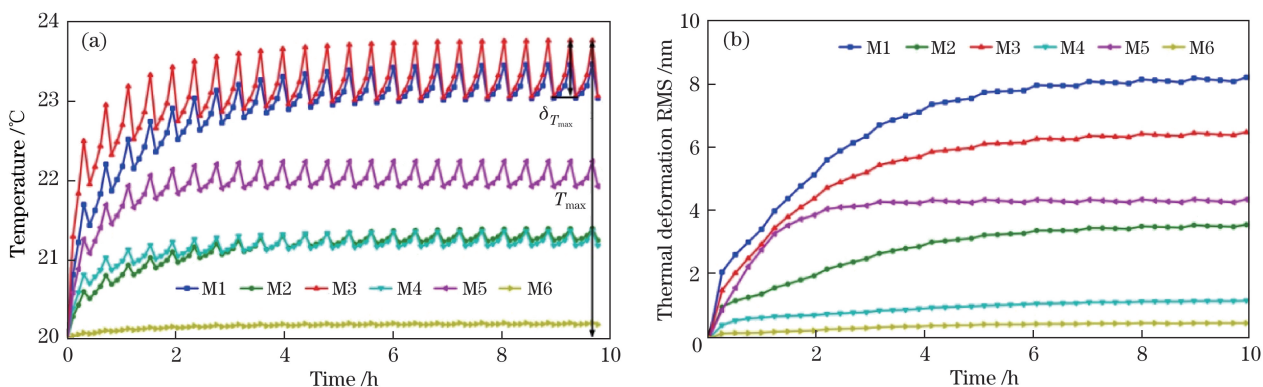 (a)
24
23
22
21
20
Temperature /℃
0
2
4
6
8
10
Time /h
M1 M2 M3 M4 M5 M6
δTmax
Tmax
(b)
10
8
6
4
2
0
Thermal deformation RMS /nm
M1 M2 M3 M4 M5 M6
2
4
6
8
10
Time /h